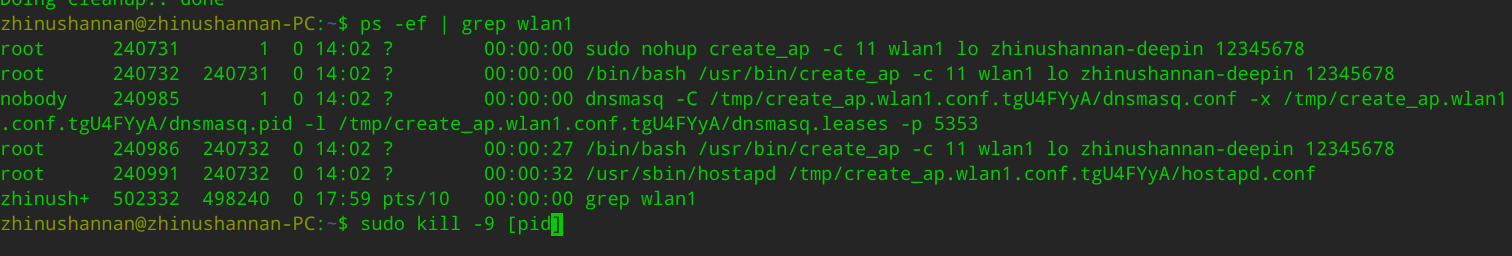 Doing cleanup.. done
zhinushannan@zhinushannan-PC:~$ ps -ef | grep wlan1
root      240731       1  0 14:02 ?        00:00:00 sudo nohup create_ap -c 11 wlan1 lo zhinushannan-deepin 12345678
root      240732  240731  0 14:02 ?        00:00:00 /bin/bash /usr/bin/create_ap -c 11 wlan1 lo zhinushannan-deepin 12345678
nobody    240985       1  0 14:02 ?        00:00:00 dnsmasq -C /tmp/create_ap.wlan1.conf.tgU4FYyA/dnsmasq.conf -x /tmp/create_ap.wlan1
.conf.tgU4FYyA/dnsmasq.pid -l /tmp/create_ap.wlan1.conf.tgU4FYyA/dnsmasq.leases -p 5353
root      240986  240732  0 14:02 ?        00:00:27 /bin/bash /usr/bin/create_ap -c 11 wlan1 lo zhinushannan-deepin 12345678
root      240991  240732  0 14:02 ?        00:00:32 /usr/sbin/hostapd /tmp/create_ap.wlan1.conf.tgU4FYyA/hostapd.conf
zhinush+  502332  498240  0 17:59 pts/10   00:00:00 grep wlan1
zhinushannan@zhinushannan-PC:~$ sudo kill -9 [pid]